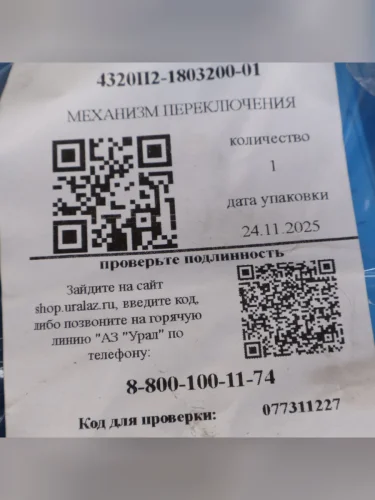 4320П2-1803200-01
МЕХАНИЗМ ПЕРЕКЛЮЧЕНИЯ
количество
1
дата упаковки
24.11.2025
проверьте подлинность
Зайдите на сайт
shop.uralaz.ru, введите код,
либо позвоните на горячую
линию "АЗ "Урал" по
телефону:
8-800-100-11-74
Код для проверки: 077311227